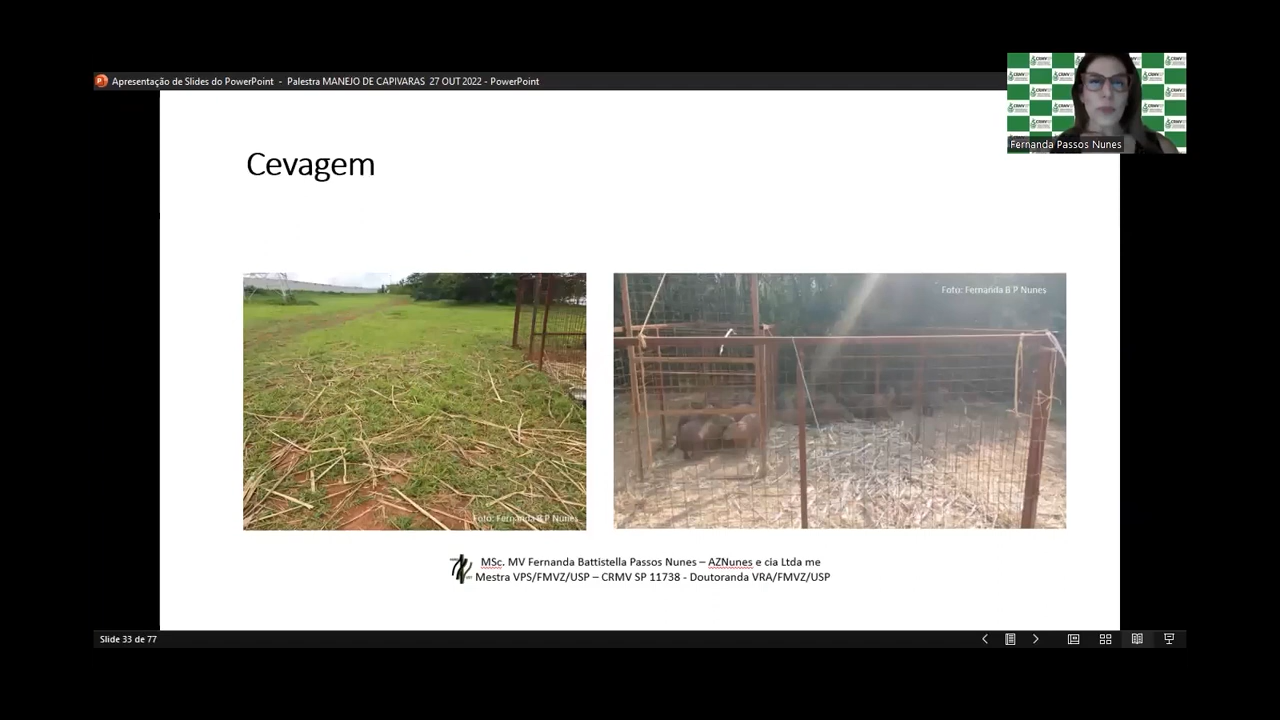 Apresentação de Slides do PowerPoint - Palestra MANEJO DE CAPIVARAS 27 OUT 2022 - PowerPoint
Fernanda Passos Nunes
Cevagem
Foto: Fernanda B P Nunes
Foto: Fernanda B P Nunes
MSc. MV Fernanda Battistella Passos Nunes – AZNunes e cia Ltda me
Mestra VPS/FMVZ/USP – CRMV SP 11738 - Doutoranda VRA/FMVZ/USP
Slide 33 de 77